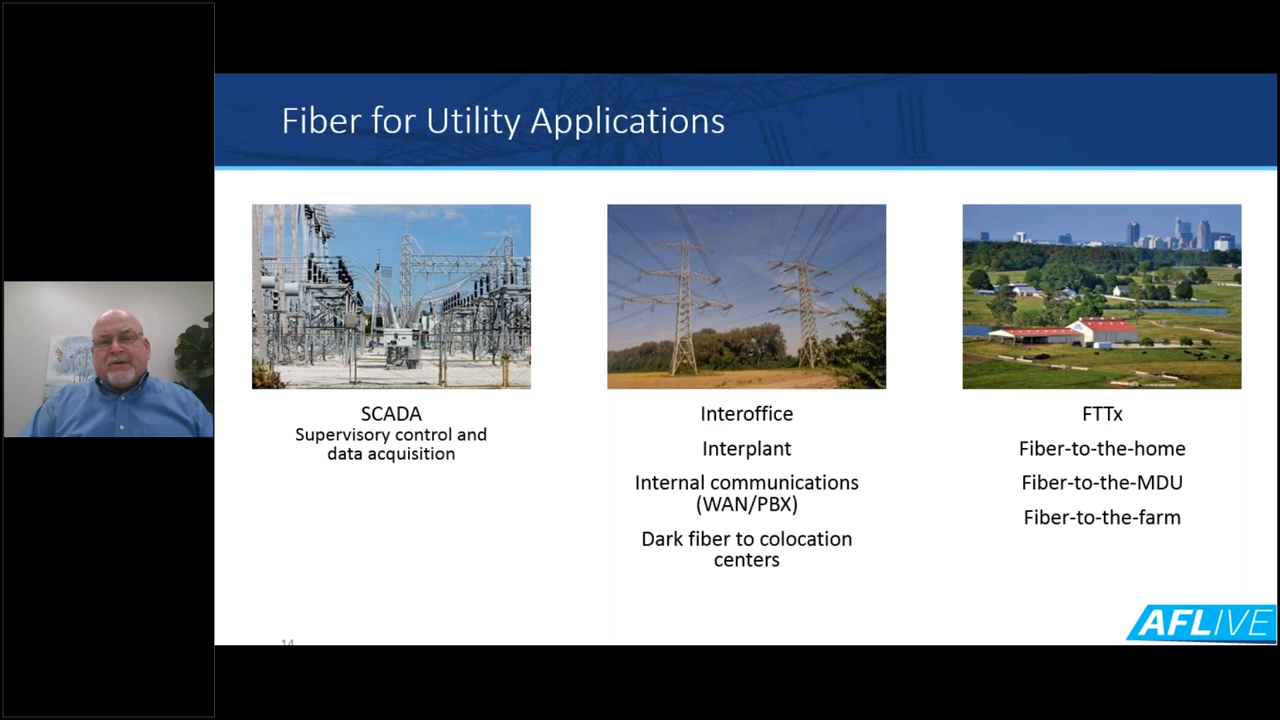 Fiber for Utility Applications
SCADA
Supervisory control and
data acquisition
Interoffice
Interplant
Internal communications
(WAN/PBX)
Dark fiber to colocation
centers
FTTx
Fiber-to-the-home
Fiber-to-the-MDU
Fiber-to-the-farm
14
AFLIVE